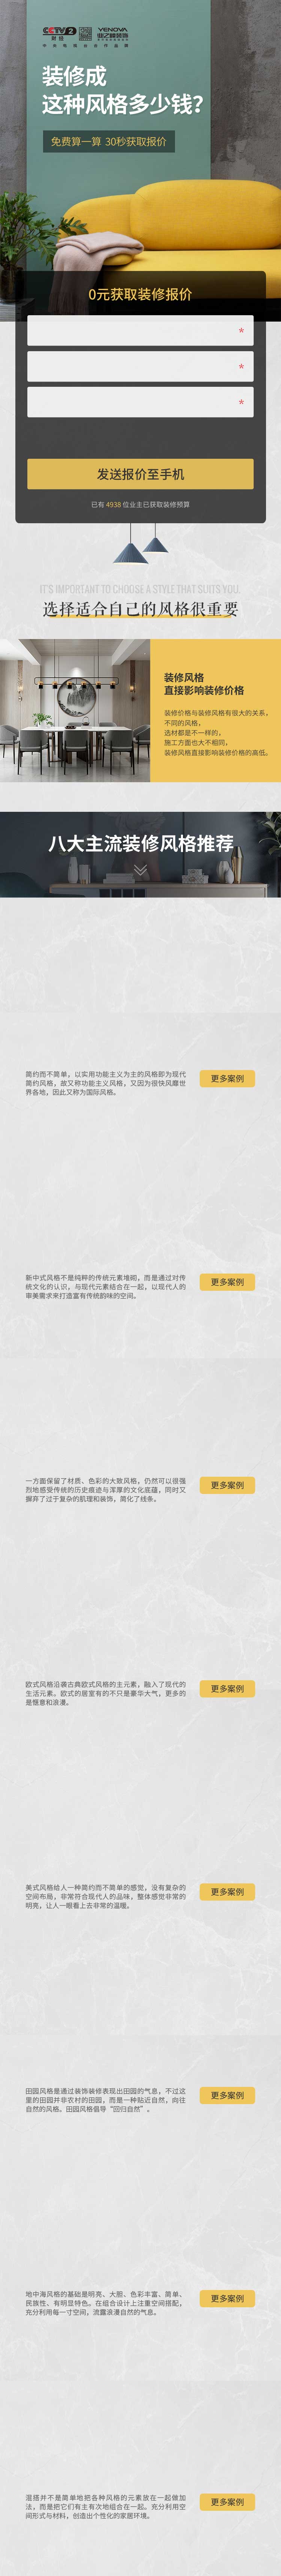 CCTV 2
财经
VENOVA
业之峰装饰
中央电视台合作品牌
装修成
这种风格多少钱?
免费算一算 30秒获取报价
0元获取装修报价
*
*
*
发送报价至手机
已有 4938 位业主已获取装修预算
IT'S IMPORTANT TO CHOOSE A STYLE THAT SUITS YOU.
选择适合自己的风格很重要
装修风格
直接影响装修价格
装修价格与装修风格有很大的关系，
不同的风格，
选材都是不一样的，
施工方面也大不相同，
装修风格直接影响装修价格的高低。
八大主流装修风格推荐
简约而不简单，以实用功能主义为主的风格即为现代
简约风格，故又称功能主义风格，又因为很快风靡世
界各地，因此又称为国际风格。
更多案例
新中式风格不是纯粹的传统元素堆砌，而是通过对传
统文化的认识，与现代元素结合在一起，以现代人的
审美需求来打造富有传统韵味的空间。
更多案例
一方面保留了材质、色彩的大致风格，仍然可以很强
烈地感受传统的历史痕迹与浑厚的文化底蕴，同时又
摒弃了过于复杂的肌理和装饰，简化了线条。
更多案例
欧式风格沿袭古典欧式风格的主元素，融入了现代的
生活元素。欧式的居室有的不只是豪华大气，更多的
是惬意和浪漫。
更多案例
美式风格给人一种简约而不简单的感觉，没有复杂的
空间布局，非常符合现代人的品味，整体感觉非常的
明亮，让人一眼看上去非常的温暖。
更多案例
田园风格是通过装饰装修表现出田园的气息，不过这
里的田园并非农村的田园，而是一种贴近自然，向往
自然的风格。田园风格倡导“回归自然”。
更多案例
地中海风格的基础是明亮、大胆、色彩丰富、简单、
民族性、有明显特色。在组合设计上注重空间搭配，
充分利用每一寸空间，流露浪漫自然的气息。
更多案例
混搭并不是简单地把各种风格的元素放在一起做加
法，而是把它们有主有次地组合在一起。充分利用空
间形式与材料，创造出个性化的家居环境。
更多案例